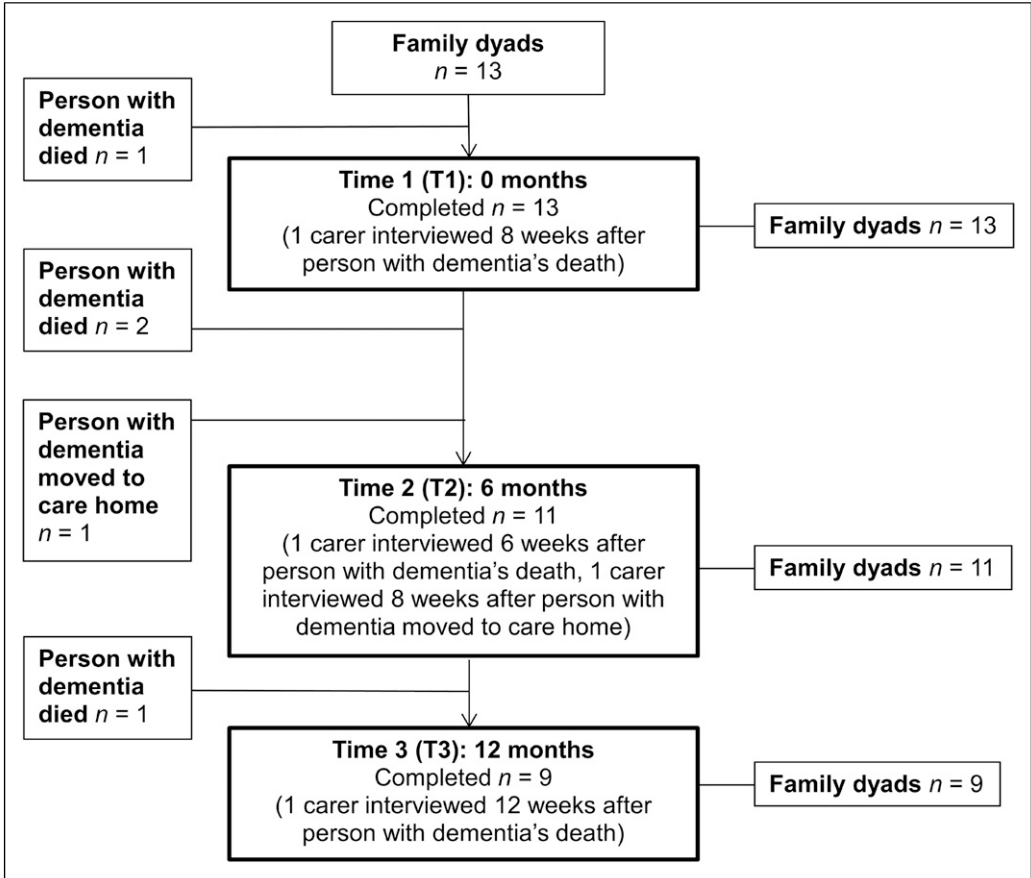 Family dyads
n = 13
Person with
dementia
died n = 1
Time 1 (T1): 0 months
Completed n = 13
(1 carer interviewed 8 weeks after
person with dementia’s death)
Family dyads n = 13
Person with
dementia
died n = 2
Person with
dementia
moved to
care home
n = 1
Time 2 (T2): 6 months
Completed n = 11
(1 carer interviewed 6 weeks after
person with dementia’s death, 1 carer
interviewed 8 weeks after person with
dementia moved to care home)
Family dyads n = 11
Person with
dementia
died n = 1
Time 3 (T3): 12 months
Completed n = 9
(1 carer interviewed 12 weeks after
person with dementia’s death)
Family dyads n = 9